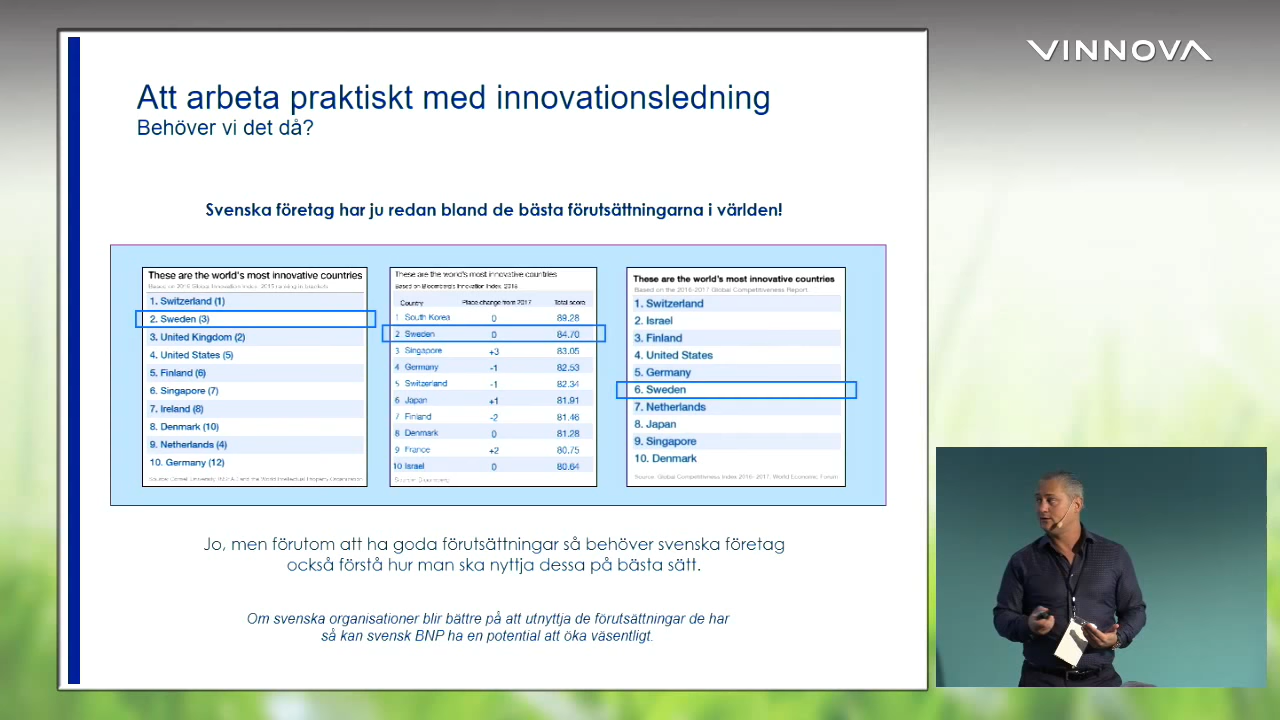 VINNOVA
Att arbeta praktiskt med innovationsledning
Behöver vi det då?
Svenska företag har ju redan bland de bästa förutsättningarna i världen!
These are the world's most innovative countries
Based on 2016 Global Innovation Index. 2015 ranking in brackets
1. Switzerland (1)
2. Sweden (3)
3. United Kingdom (2)
4. United States (5)
5. Finland (6)
6. Singapore (7)
7. Ireland (8)
8. Denmark (10)
9. Netherlands (4)
10. Germany (12)
Source: Cornell University, INSEAD and the World Intellectual Property Organization
These are the world's most innovative countries
Based on Bloomberg's Innovation Index, 2018
Country Place change from 2017 Total score
1 South Korea 0 89.28
2 Sweden 0 84.70
3 Singapore +3 83.05
4 Germany -1 82.53
5 Switzerland -1 82.34
6 Japan +1 81.91
7 Finland -2 81.46
8 Denmark 0 81.28
9 France +2 80.75
10 Israel 0 80.64
Source: Bloomberg
These are the world's most innovative countries
Based on the 2016-2017 Global Competitiveness Report
1. Switzerland
2. Israel
3. Finland
4. United States
5. Germany
6. Sweden
7. Netherlands
8. Japan
9. Singapore
10. Denmark
Source: Global Competitiveness Index 2016-2017, World Economic Forum
Jo, men förutom att ha goda förutsättningar så behöver svenska företag
också förstå hur man ska nyttja dessa på bästa sätt.
Om svenska organisationer blir bättre på att utnyttja de förutsättningar de har
så kan svensk BNP ha en potential att öka väsentligt.